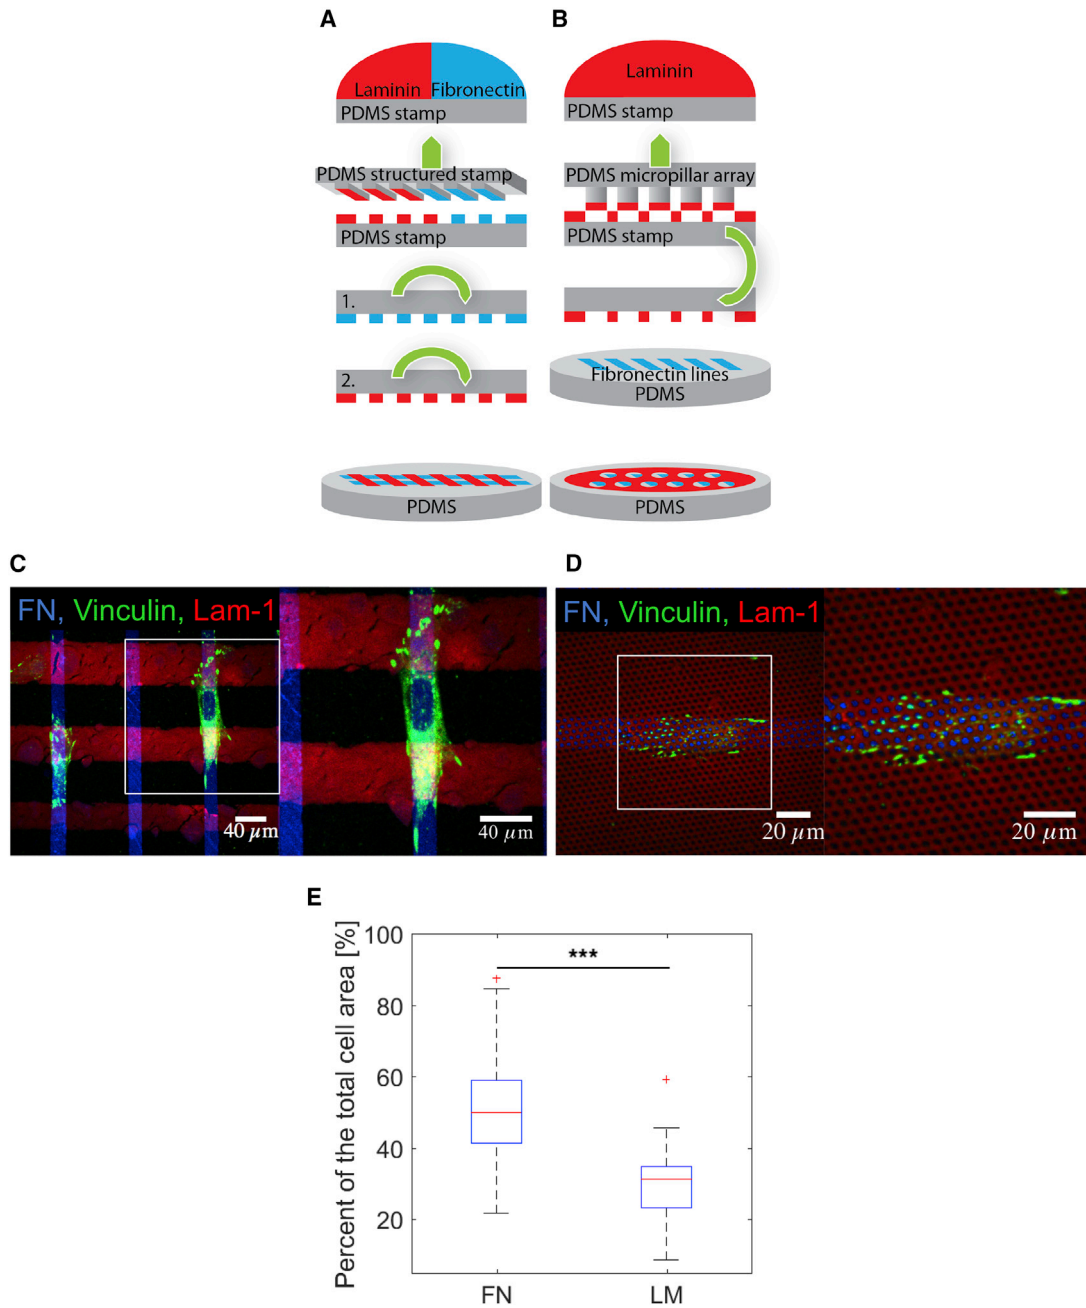 A
B
Laminin
Fibronectin
PDMS stamp
Laminin
PDMS stamp
PDMS structured stamp
PDMS stamp
PDMS micropillar array
PDMS stamp
1.
2.
Fibronectin lines
PDMS
PDMS
PDMS
C
D
FN, Vinculin, Lam-1
40 µm
40 µm
FN, Vinculin, Lam-1
20 µm
20 µm
E
Percent of the total cell area [%]
100
80
60
40
20
***
FN
LM